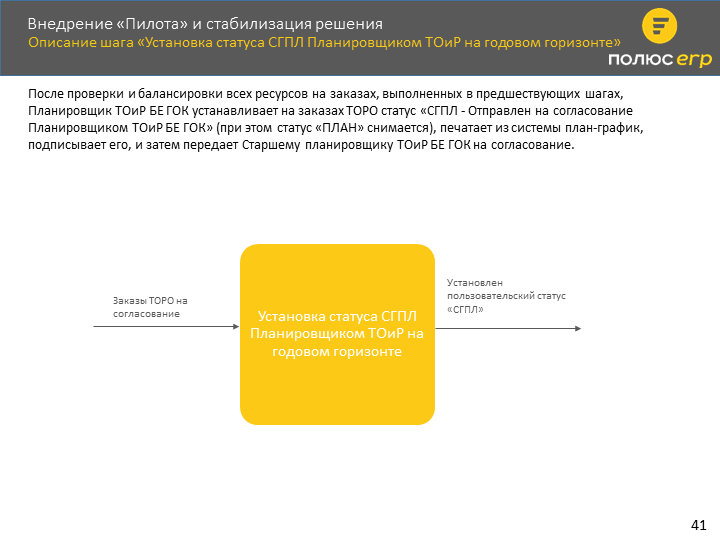 Внедрение «Пилота» и стабилизация решения
Описание шага «Установка статуса СГПЛ Планировщиком ТОиР на годовом горизонте»
ПОЛЮС erp
После проверки и балансировки всех ресурсов на заказах, выполненных в предшествующих шагах,
Планировщик ТОиР БЕ ГОК устанавливает на заказах ТОРО статус «СГПЛ - Отправлен на согласование
Планировщиком ТОиР БЕ ГОК» (при этом статус «ПЛАН» снимается), печатает из системы план-график,
подписывает его, и затем передает Старшему планировщику ТОиР БЕ ГОК на согласование.
Заказы ТОРО на
согласование
Установка статуса СГПЛ
Планировщиком ТОиР на
годовом горизонте
Установлен
пользовательский статус
«СГПЛ»
41